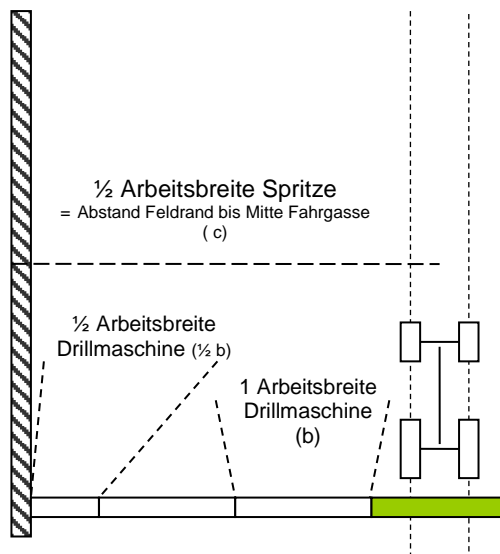 ½ Arbeitsbreite Spritze
= Abstand Feldrand bis Mitte Fahrgasse
( c)
½ Arbeitsbreite
Drillmaschine (½ b)
1 Arbeitsbreite
Drillmaschine
(b)